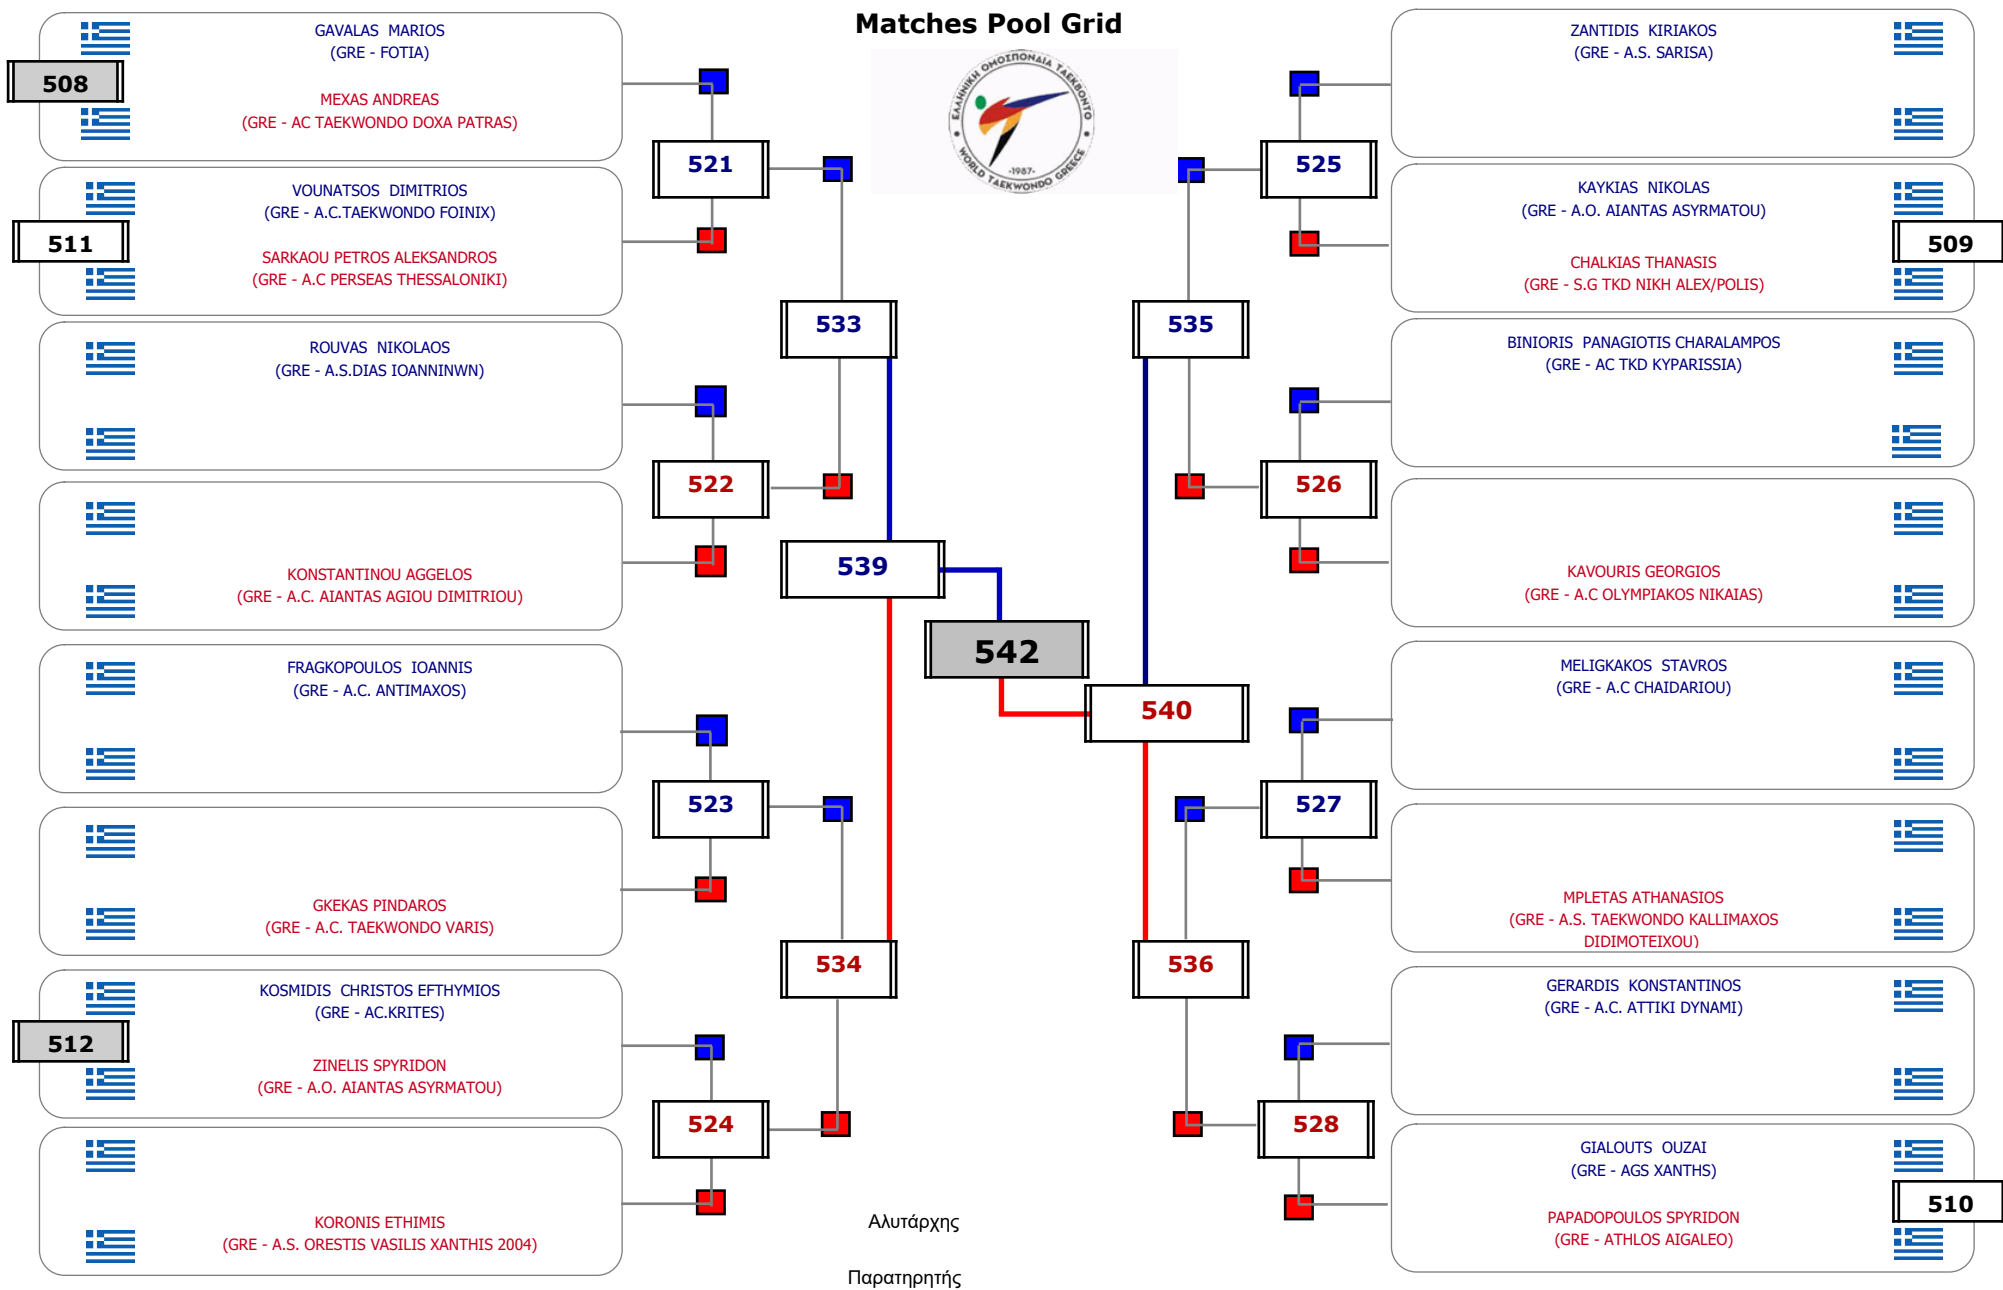 Matches Pool Grid
ΕΛΛΗΝΙΚΗ ΟΜΟΣΠΟΝΔΙΑ ΤΑΕΚΒΟΝΤΟ
-1987-
WORLD TAEKWONDO GREECE
GAVALAS MARIOS
(GRE - FOTIA)
508
MEXAS ANDREAS
(GRE - AC TAEKWONDO DOXA PATRAS)
521
VOUNATSOS DIMITRIOS
(GRE - A.C.TAEKWONDO FOINIX)
511
SARKAOU PETROS ALEKSANDROS
(GRE - A.C PERSEAS THESSALONIKI)
533
ROUVAS NIKOLAOS
(GRE - A.S.DIAS IOANNINWN)
522
KONSTANTINOU AGGELOS
(GRE - A.C. AIANTAS AGIOU DIMITRIOU)
539
FRAGKOPOULOS IOANNIS
(GRE - A.C. ANTIMAXOS)
523
GKEKAS PINDAROS
(GRE - A.C. TAEKWONDO VARIS)
534
KOSMIDIS CHRISTOS EFTHYMIOS
(GRE - AC.KRITES)
512
ZINELIS SPYRIDON
(GRE - A.O. AIANTAS ASYRMATOU)
524
KORONIS ETHIMIS
(GRE - A.S. ORESTIS VASILIS XANTHIS 2004)
542
ZANTIDIS KIRIAKOS
(GRE - A.S. SARISA)
525
KAYKIAS NIKOLAS
(GRE - A.O. AIANTAS ASYRMATOU)
509
CHALKIAS THANASIS
(GRE - S.G TKD NIKH ALEX/POLIS)
535
BINIORIS PANAGIOTIS CHARALAMPOS
(GRE - AC TKD KYPARISSIA)
526
KAVOURIS GEORGIOS
(GRE - A.C OLYMPIAKOS NIKAIAS)
540
MELIGKAKOS STAVROS
(GRE - A.C CHAIDARIOU)
527
MPLETAS ATHANASIOS
(GRE - A.S. TAEKWONDO KALLIMAXOS
DIDIMOTEIXOU)
536
GERARDIS KONSTANTINOS
(GRE - A.C. ATTIKI DYNAMI)
528
GIALOUTS OUZAI
(GRE - AGS XANTHS)
510
PAPADOPOULOS SPYRIDON
(GRE - ATHLOS AIGALEO)
Αλυτάρχης
Παρατηρητής